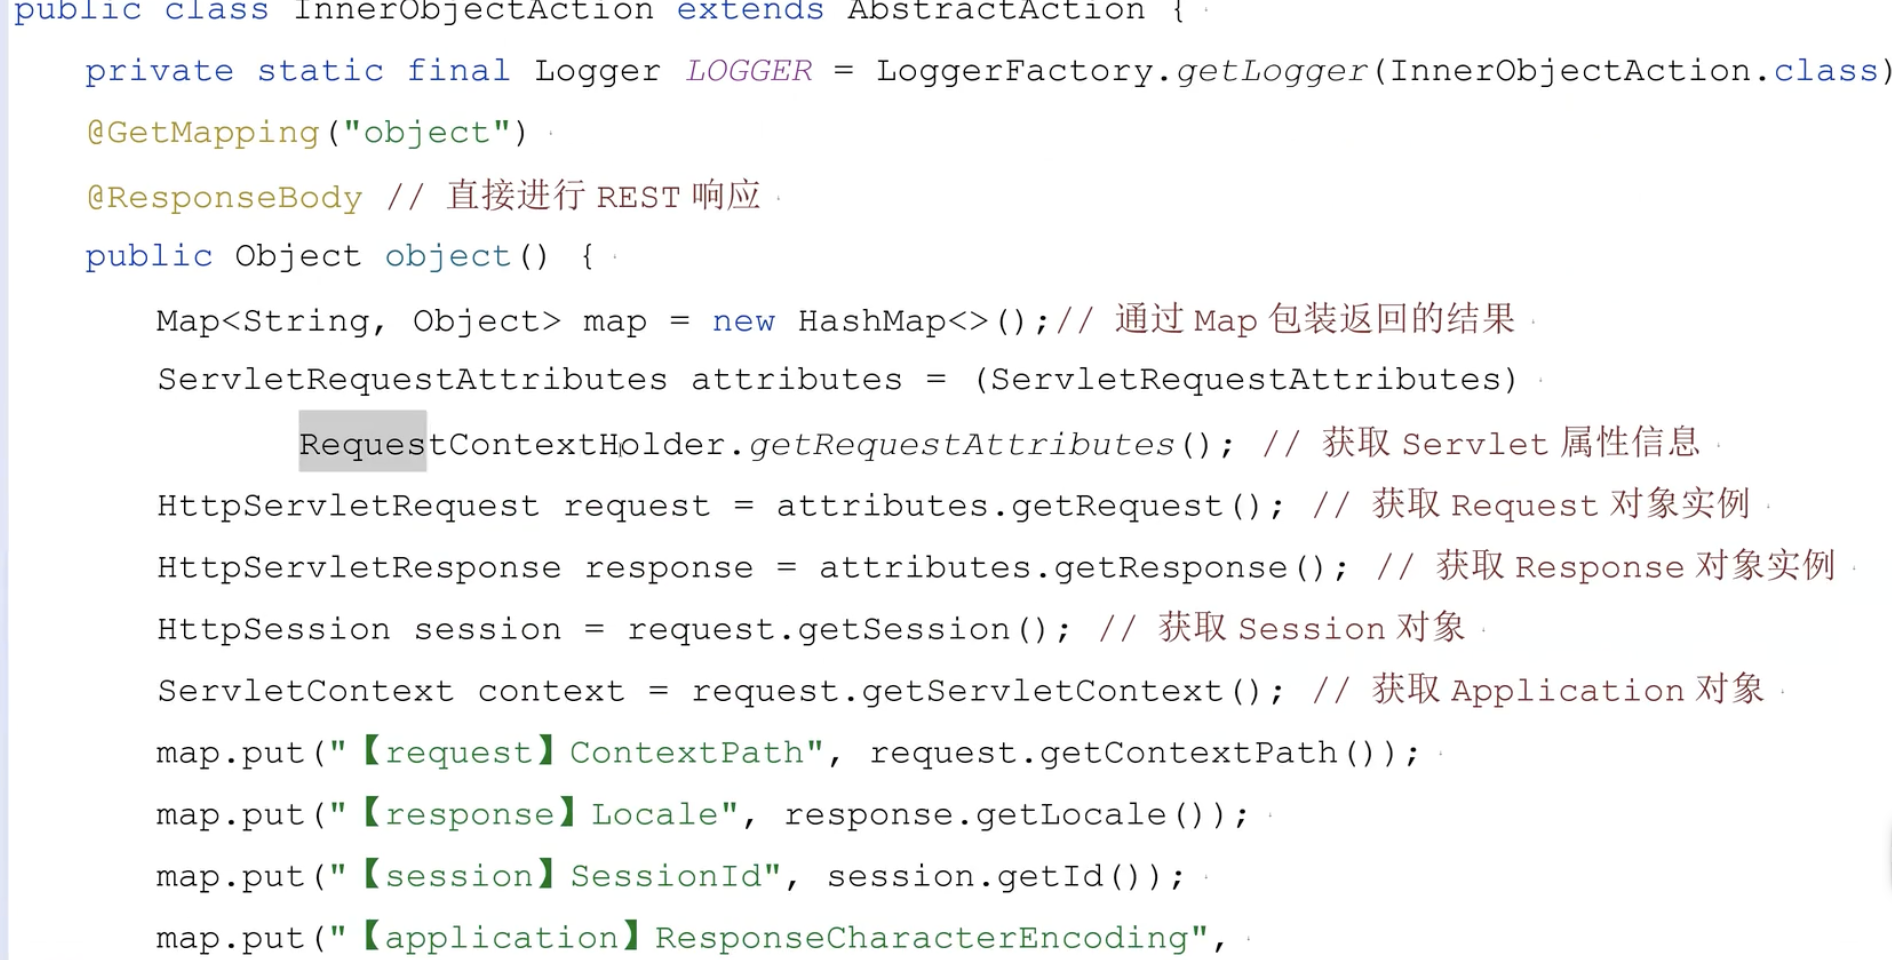 public class InnerObjectAction extends AbstractAction {
private static final Logger LOGGER = LoggerFactory.getLogger(InnerObjectAction.class)
@GetMapping("object")
@ResponseBody // 直接进行 REST 响应
public Object object() {
Map<String, Object> map = new HashMap<>();// 通过 Map 包装返回的结果
ServletRequestAttributes attributes = (ServletRequestAttributes)
RequestContextHolder.getRequestAttributes(); // 获取 Servlet 属性信息
HttpServletRequest request = attributes.getRequest(); // 获取 Request 对象实例
HttpServletResponse response = attributes.getResponse(); // 获取 Response 对象实例
HttpSession session = request.getSession(); // 获取 Session 对象
ServletContext context = request.getServletContext(); // 获取 Application 对象
map.put("【request】ContextPath", request.getContextPath());
map.put("【response】Locale", response.getLocale());
map.put("【session】SessionId", session.getId());
map.put("【application】ResponseCharacterEncoding",